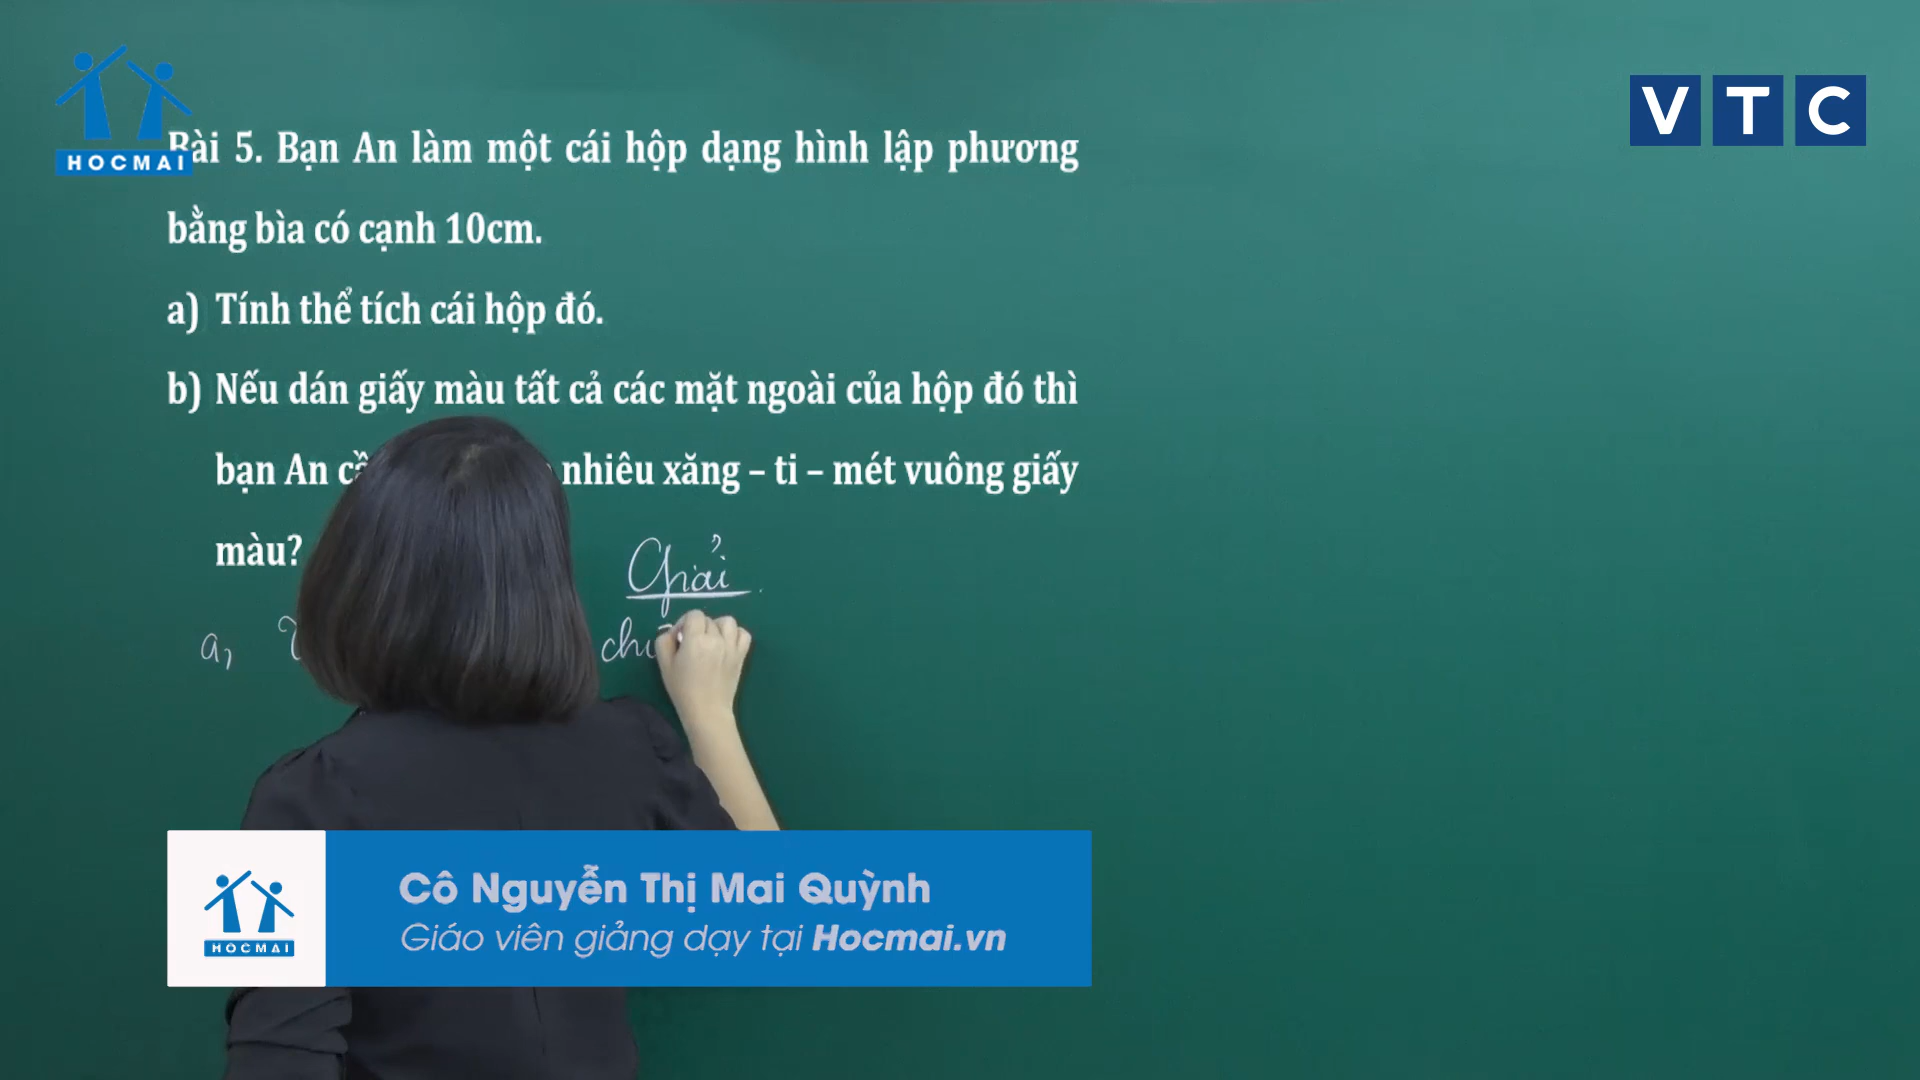 HOCMAI
VTC
Bài 5. Bạn An làm một cái hộp dạng hình lập phương
bằng bìa có cạnh 10cm.
a) Tính thể tích cái hộp đó.
b) Nếu dán giấy màu tất cả các mặt ngoài của hộp đó thì
bạn An nhiêu xăng – ti – mét vuông giấy
màu?
Giải
a,
Cô Nguyễn Thị Mai Quỳnh
Giáo viên giảng dạy tại Hocmai.vn
HOCMAI